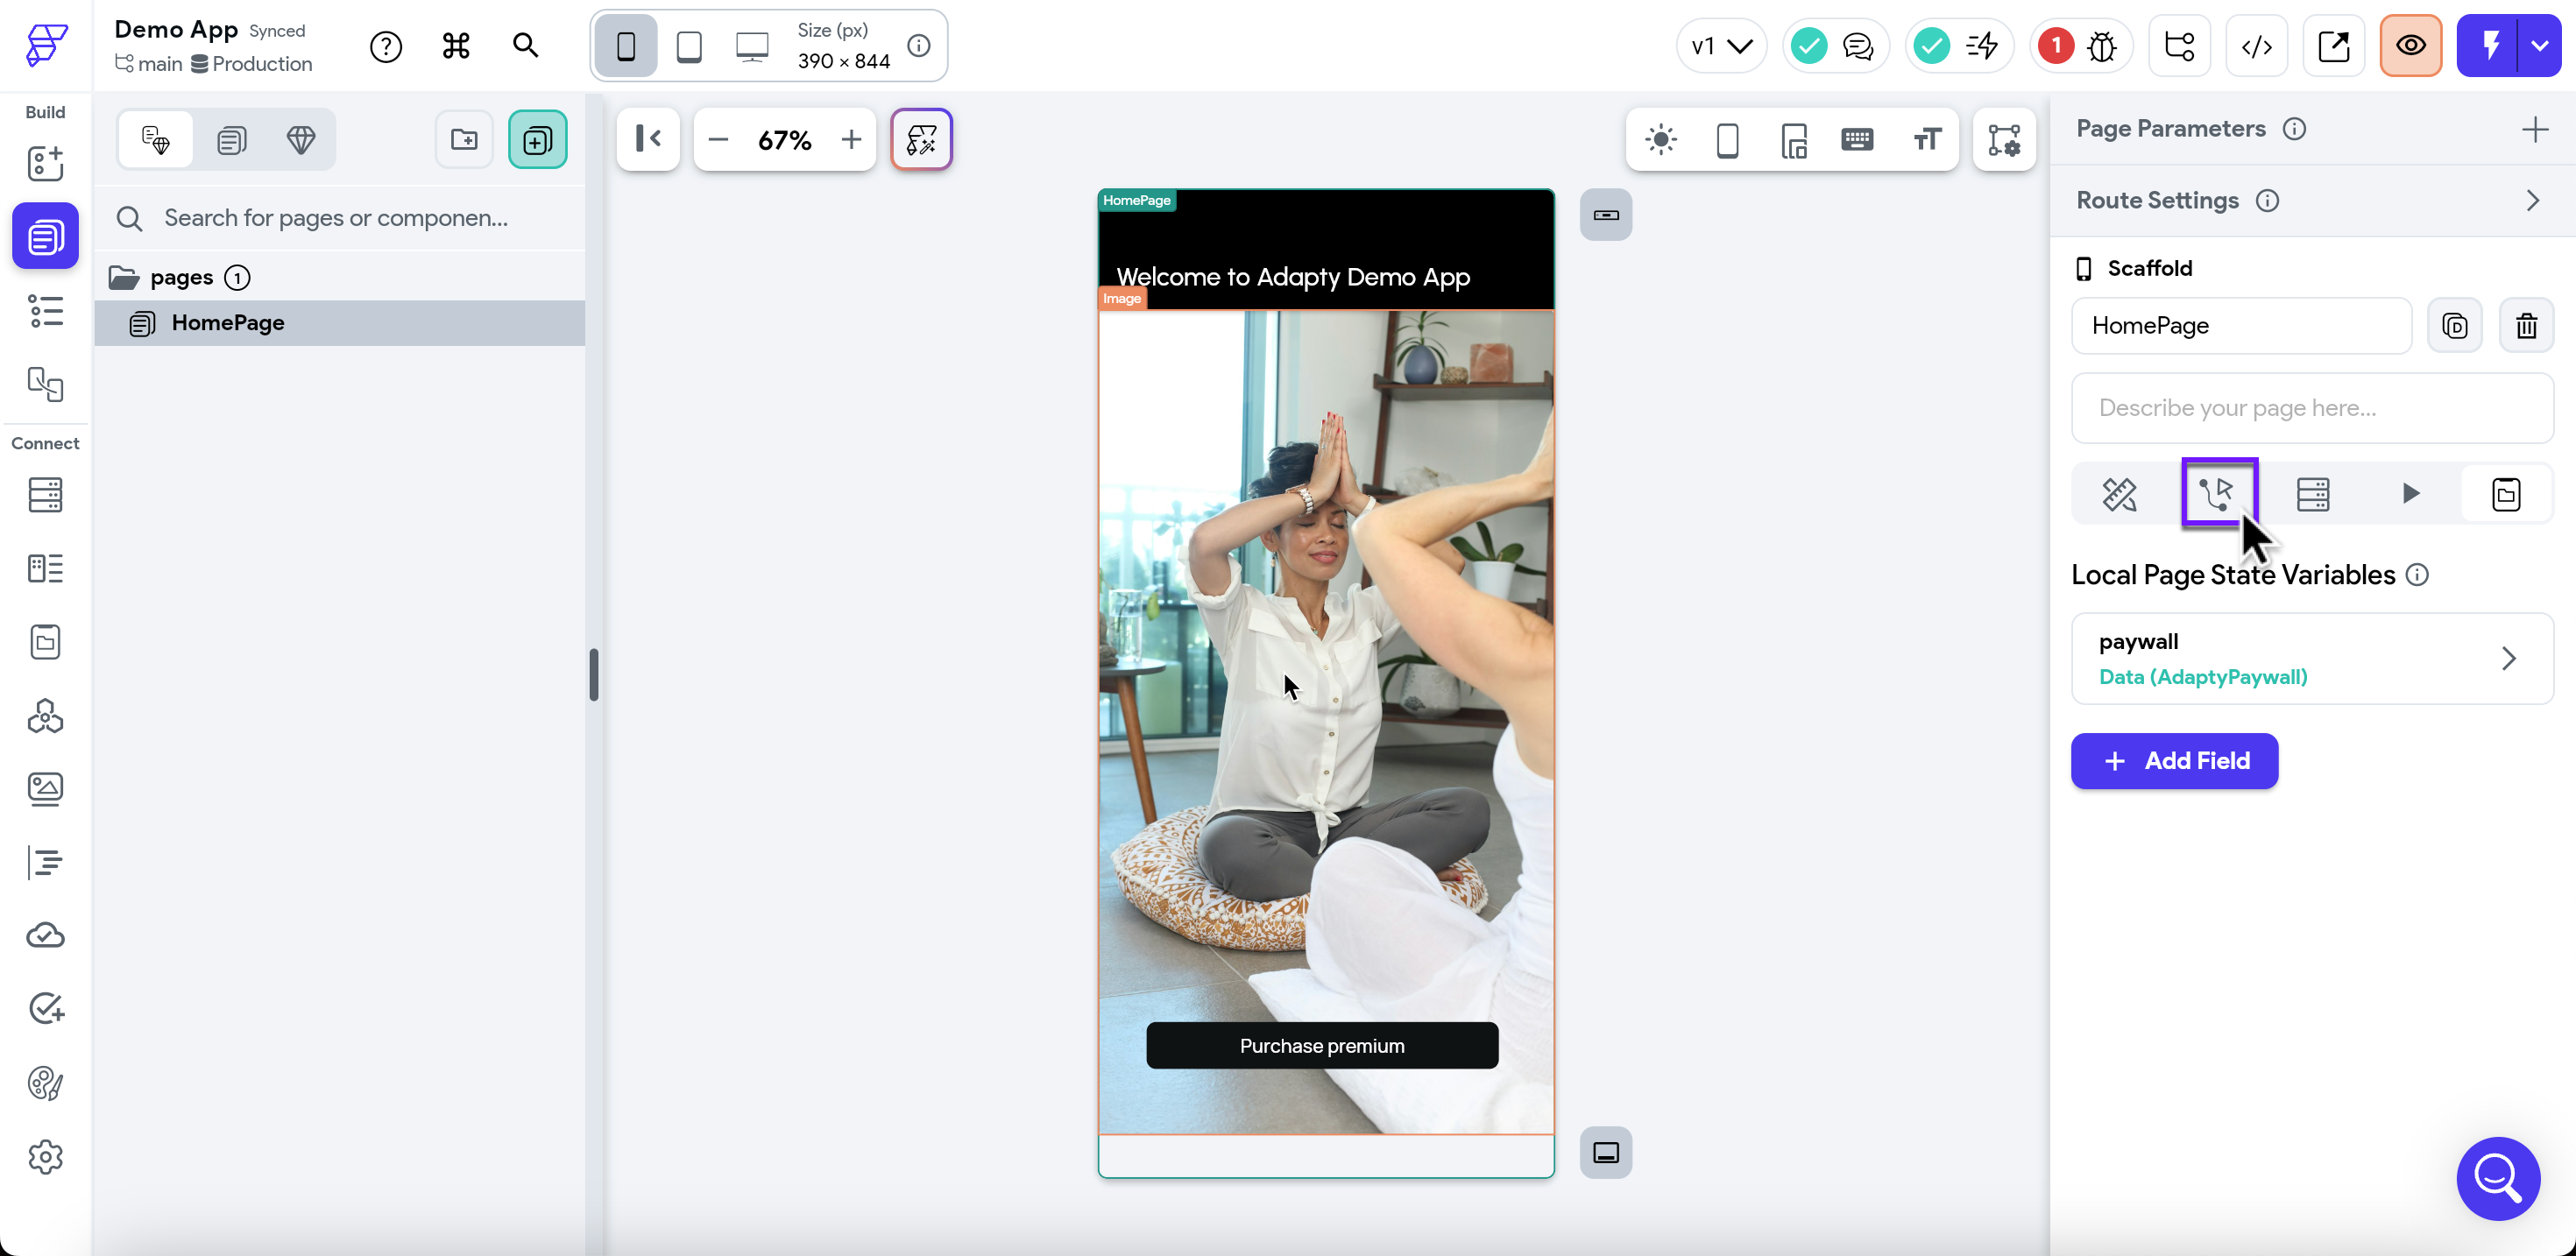 Demo App Synced
main Production
Size (px)
390 × 844
v1
1
Build
Connect
67%
Search for pages or componen...
pages 1
HomePage
HomePage
Welcome to Adapty Demo App
Image
Purchase premium
Page Parameters
Route Settings
Scaffold
HomePage
Describe your page here...
Local Page State Variables
paywall
Data (AdaptyPaywall)
+ Add Field